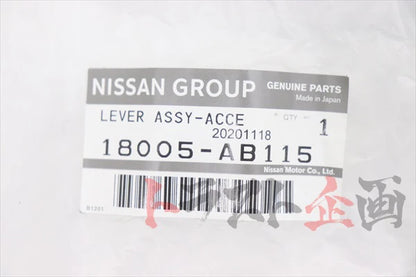 NISSAN GROUP
GENUINE PARTS
Made in Japan
LEVER ASSY-ACCE
QTY
1
20201118
18005-AB115
Nissan Motor Co., Ltd.
B1201
トラスト企画